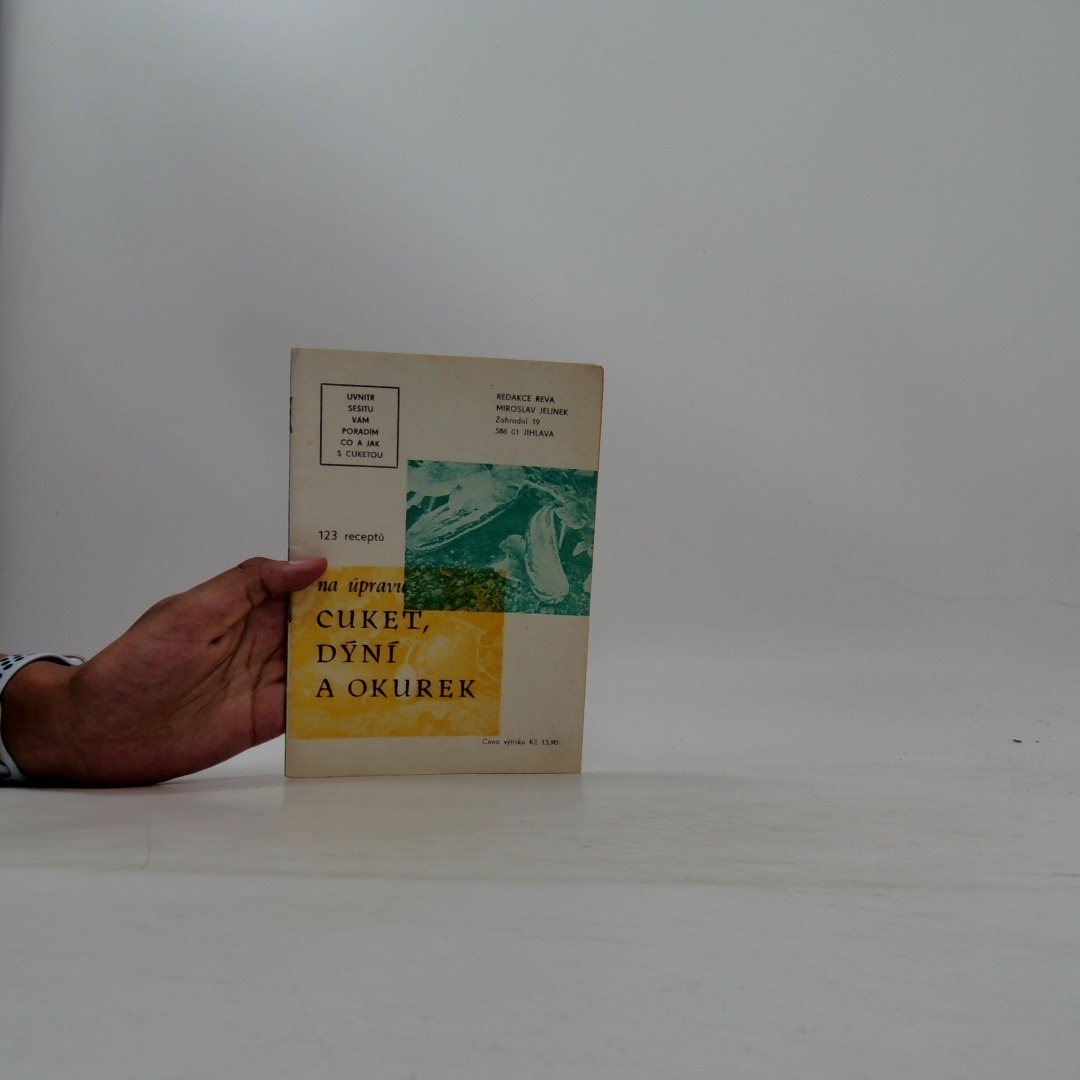 UVNITR
SEŠITU
VÁM
PORADÍM
CO A JAK
S CUKETOU
REDAKCE REVA
MIROSLAV JELÍNEK
Zahradní 19
586 01 JIHLAVA
123 receptů
na úpravu
CUKET,
DÝNÍ
A OKUREK
Cena výtisku Kč 13,90